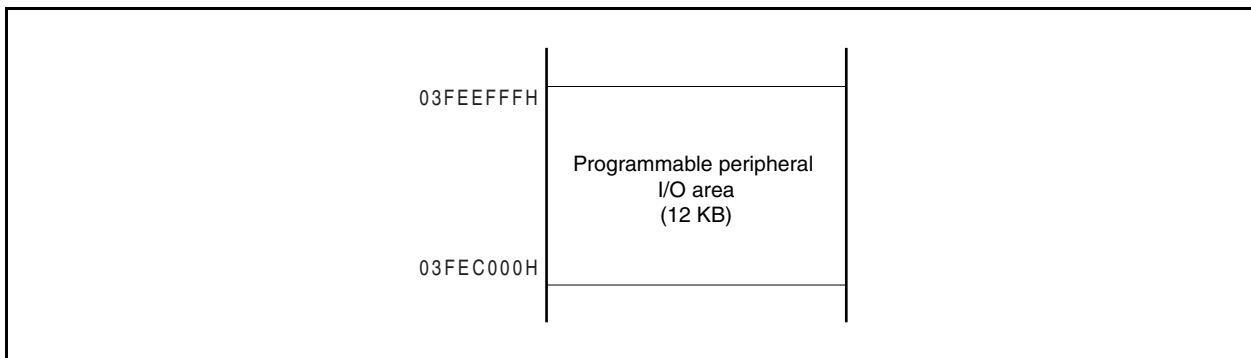 03FEEFFFH
Programmable peripheral
I/O area
(12 KB)
03FEC000H